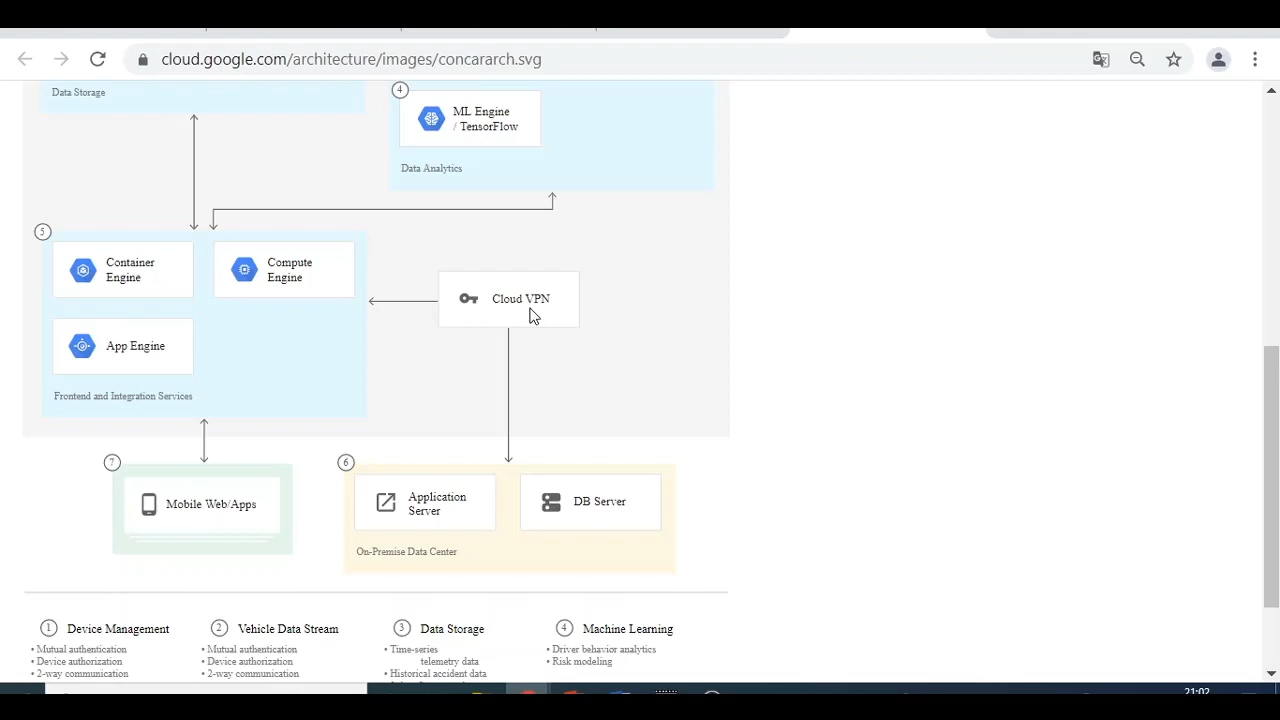 cloud.google.com/architecture/images/concararch.svg
Data Storage
4
ML Engine
/ TensorFlow
Data Analytics
5
Container
Engine
Compute
Engine
Cloud VPN
App Engine
Frontend and Integration Services
7
Mobile Web/Apps
6
Application
Server
DB Server
On-Premise Data Center
1 Device Management
• Mutual authentication
• Device authorization
• 2-way communication
2 Vehicle Data Stream
• Mutual authentication
• Device authorization
• 2-way communication
3 Data Storage
• Time-series
telemetry data
• Historical accident data
4 Machine Learning
• Driver behavior analytics
• Risk modeling
21:02